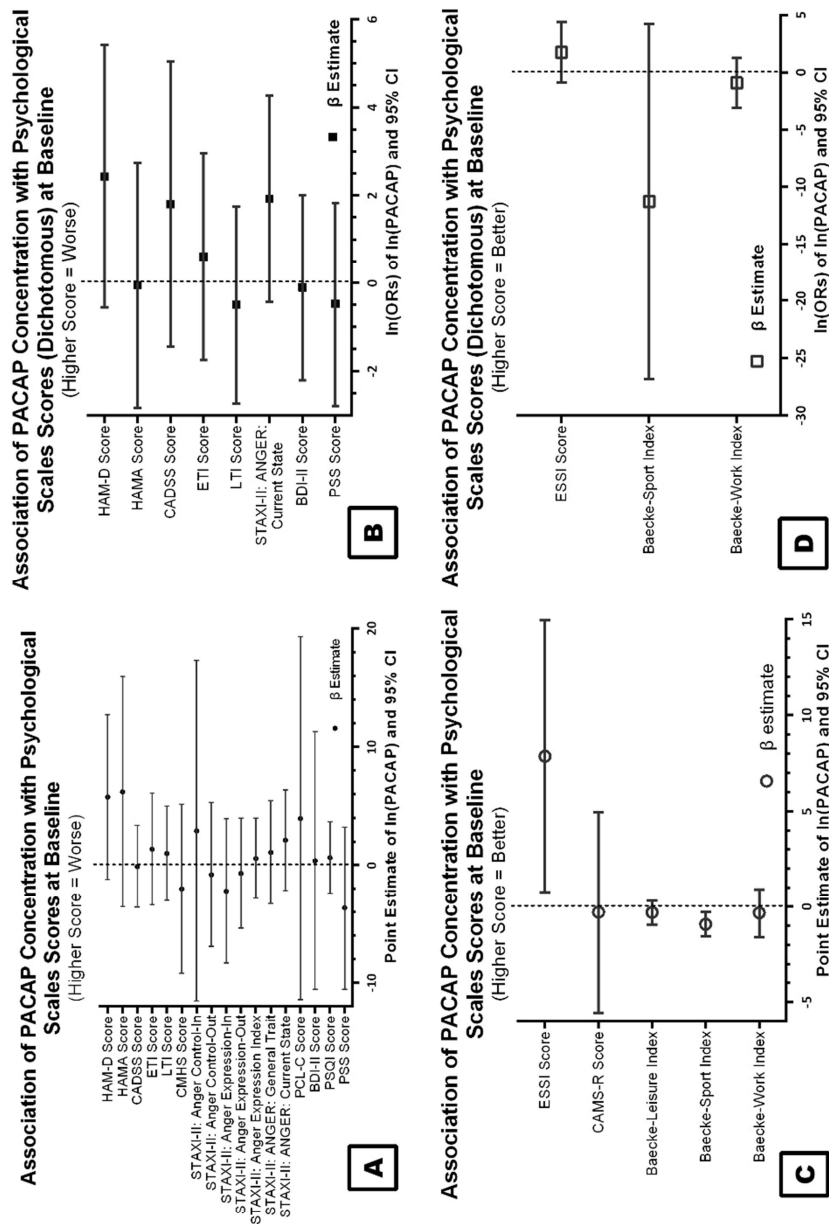 Association of PACAP Concentration with Psychological
Scales Scores at Baseline
(Higher Score = Worse)
HAM-D Score
HAMA Score
CADSS Score
ETI Score
LTI Score
CMHS Score
STAXI-II: Anger Control-In
STAXI-II: Anger Control-Out
STAXI-II: Anger Expression-In
STAXI-II: Anger Expression-Out
STAXI-II: Anger Expression Index
STAXI-II: ANGER: General Trait
STAXI-II: ANGER: Current State
PCL-C Score
BDI-II Score
PSQI Score
PSS Score
β Estimate
-10 0 10 20
Point Estimate of ln(PACAP) and 95% CI
A
Association of PACAP Concentration with Psychological
Scales Scores (Dichotomous) at Baseline
(Higher Score = Worse)
HAM-D Score
HAMA Score
CADSS Score
ETI Score
LTI Score
STAXI-II: ANGER:
Current State
BDI-II Score
PSS Score
β Estimate
-2 0 2 4 6
ln(ORs) of ln(PACAP) and 95% CI
B
Association of PACAP Concentration with Psychological
Scales Scores at Baseline
(Higher Score = Better)
ESSI Score
CAMS-R Score
Baecke-Leisure Index
Baecke-Sport Index
Baecke-Work Index
β estimate
-5 0 5 10 15
Point Estimate of ln(PACAP) and 95% CI
C
Association of PACAP Concentration with Psychological
Scales Scores (Dichotomous) at Baseline
(Higher Score = Better)
ESSI Score
Baecke-Sport Index
Baecke-Work Index
β Estimate
-30 -25 -20 -15 -10 -5 0 5
ln(ORs) of ln(PACAP) and 95% CI
D